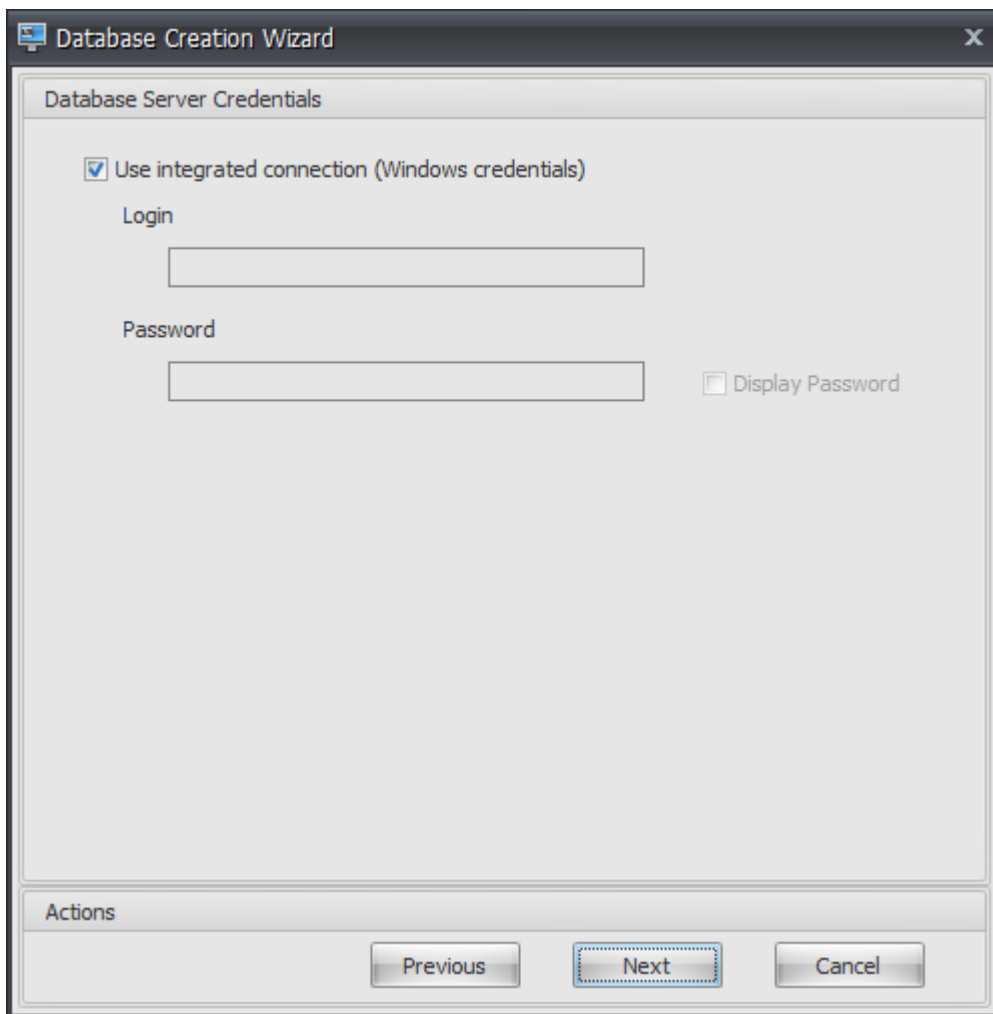 Database Creation Wizard
x
Database Server Credentials
Use integrated connection (Windows credentials)
Login
Password
Display Password
Actions
Previous Next Cancel